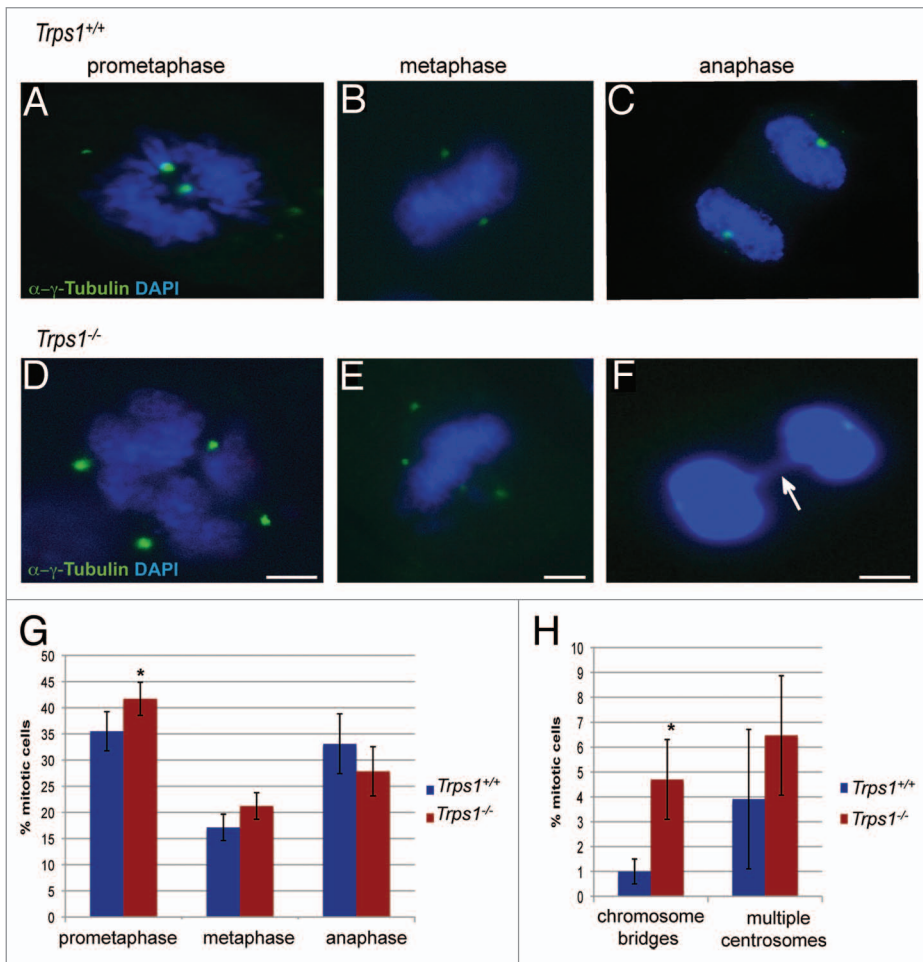 Trps1+/+
prometaphase metaphase anaphase
A B C
α–γ-Tubulin DAPI
Trps1-/-
D E F
α–γ-Tubulin DAPI
G
% mitotic cells
50
45
40
35
30
25
20
15
10
5
0
*
prometaphase metaphase anaphase
Trps1+/+
Trps1-/-
H
% mitotic cells
10
9
8
7
6
5
4
3
2
1
0
*
chromosome bridges
multiple centrosomes
Trps1+/+
Trps1-/-